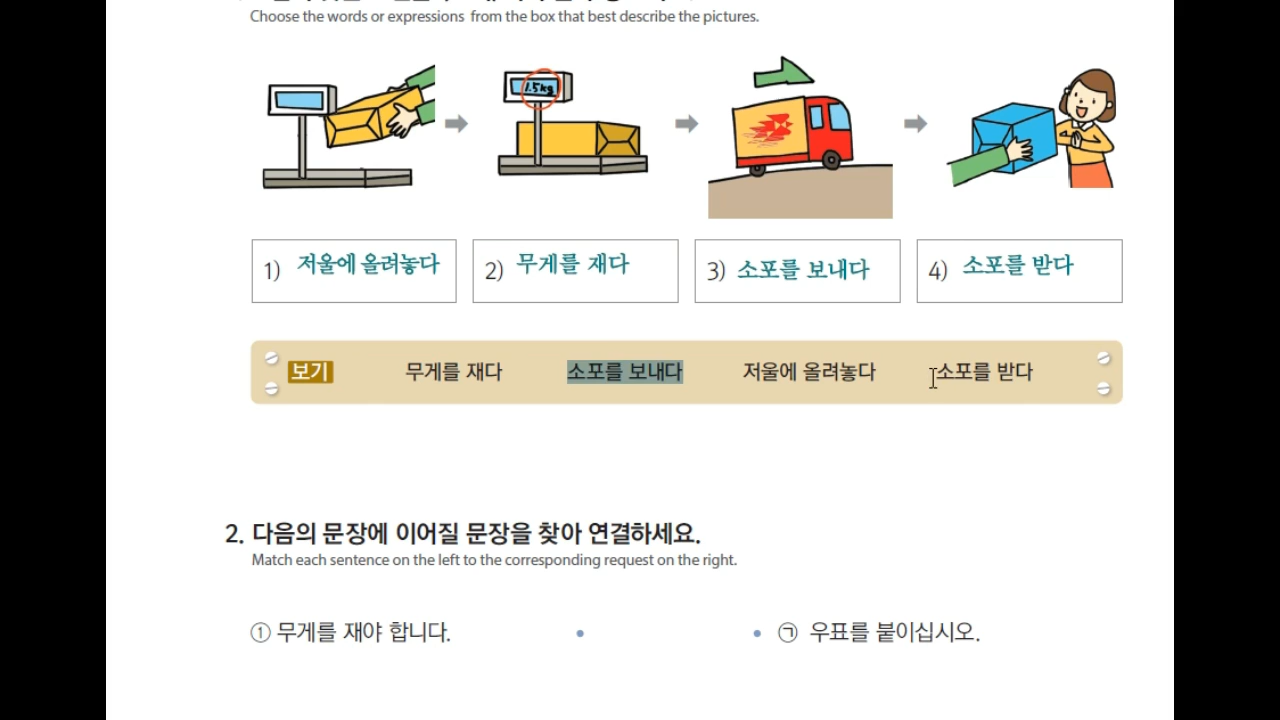 Choose the words or expressions from the box that best describe the pictures.
1.5kg
1) 저울에 올려놓다
2) 무게를 재다
3) 소포를 보내다
4) 소포를 받다
보기 무게를 재다 소포를 보내다 저울에 올려놓다 소포를 받다
2. 다음의 문장에 이어질 문장을 찾아 연결하세요.
Match each sentence on the left to the corresponding request on the right.
① 무게를 재야 합니다. • • ㉠ 우표를 붙이십시오.